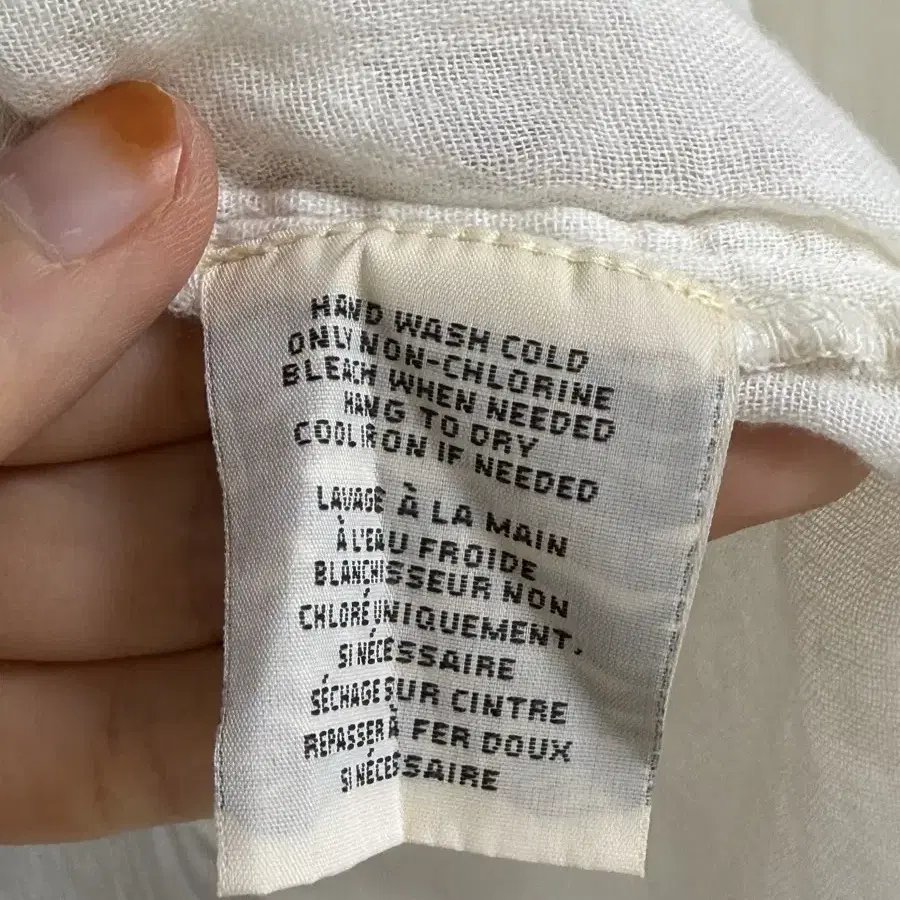 HAND WASH COLD
ONLY NON-CHLORINE
BLEACH WHEN NEEDED
HANG TO DRY
COOL IRON IF NEEDED
LAVAGE À LA MAIN
À L'EAU FROIDE
BLANCHISSEUR NON
CHLORÉ UNIQUEMENT,
SI NÉCESSAIRE
SÉCHAGE SUR CINTRE
REPASSER À FER DOUX
SI NÉCESSAIRE